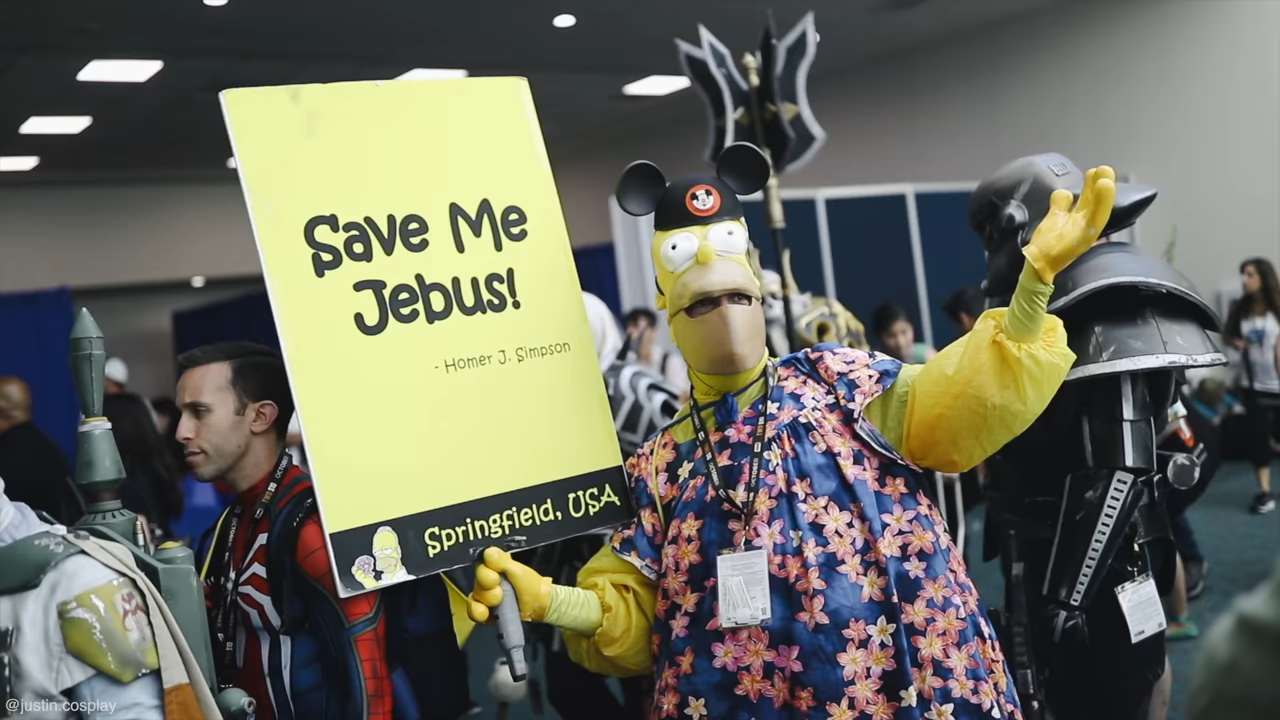 Save Me
Jebus!
- Homer J. Simpson
Springfield, USA
@justin.cosplay